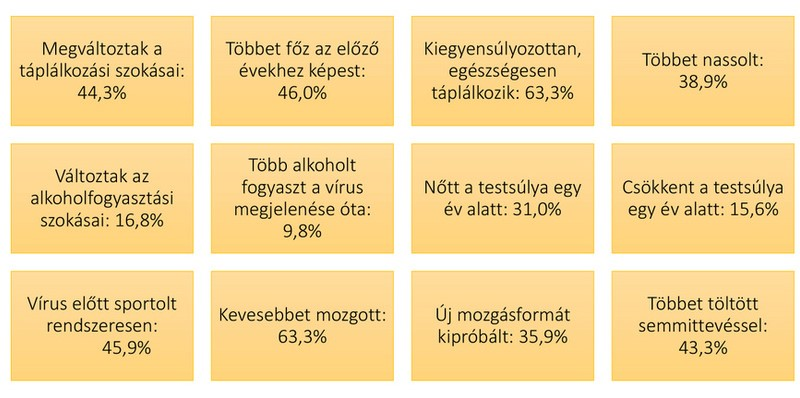 Megváltoztak a
táplálkozási szokásai:
44,3%
Többet főz az előző
évekhez képest:
46,0%
Kiegyensúlyozottan,
egészségesen
táplálkozik: 63,3%
Többet nassolt:
38,9%
Változtak az
alkoholfogyasztási
szokásai: 16,8%
Több alkoholt
fogyaszt a vírus
megjelenése óta:
9,8%
Nőtt a testsúlya egy
év alatt: 31,0%
Csökkent a testsúlya
egy év alatt: 15,6%
Vírus előtt sportolt
rendszeresen:
45,9%
Kevesebbet mozgott:
63,3%
Új mozgásformát
kipróbált: 35,9%
Többet töltött
semmittevéssel:
43,3%